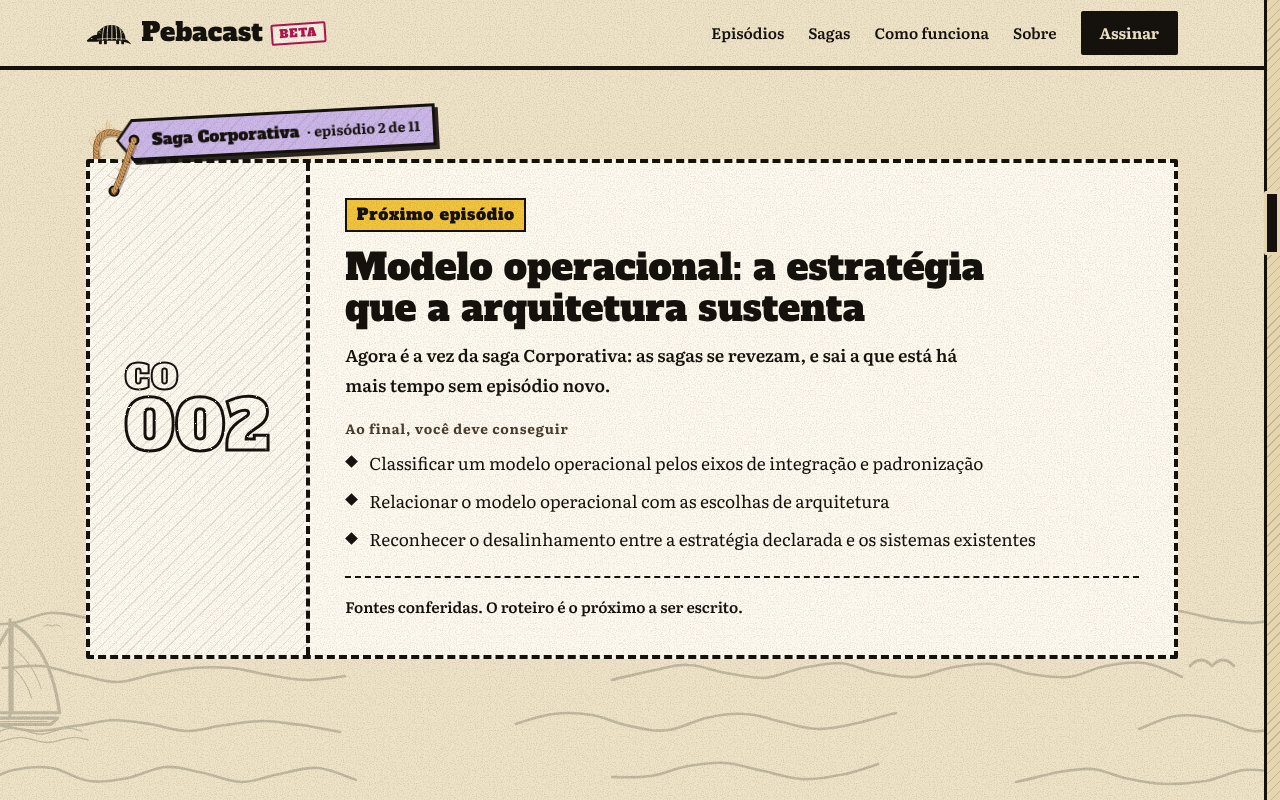 Pebacast BETA
Episódios Sagas Como funciona Sobre Assinar
Saga Corporativa · episódio 2 de 11
CO
002
Próximo episódio
Modelo operacional: a estratégia
que a arquitetura sustenta
Agora é a vez da saga Corporativa: as sagas se revezam, e sai a que está há
mais tempo sem episódio novo.
Ao final, você deve conseguir
Classificar um modelo operacional pelos eixos de integração e padronização
Relacionar o modelo operacional com as escolhas de arquitetura
Reconhecer o desalinhamento entre a estratégia declarada e os sistemas existentes
Fontes conferidas. O roteiro é o próximo a ser escrito.